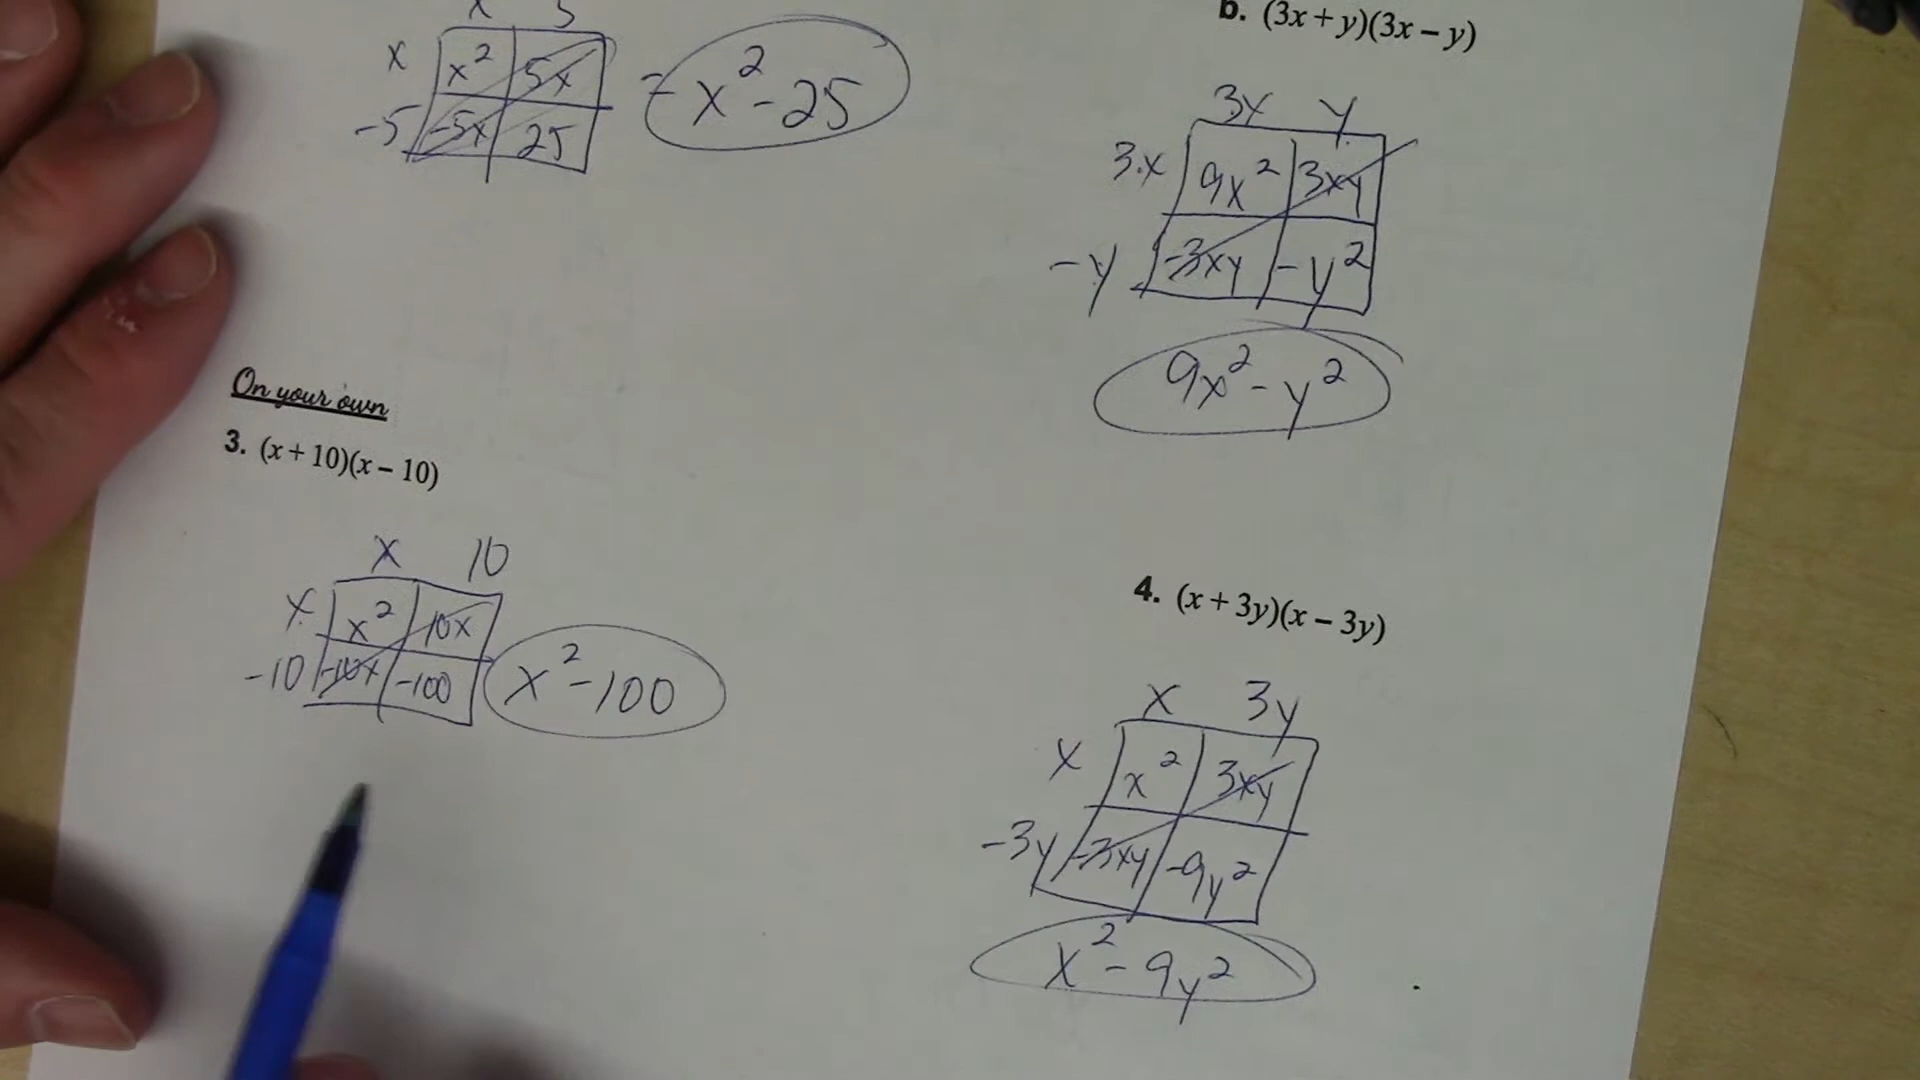 x 5
x x² 5x
-5 -5x 25
= x² - 25
b. (3x + y)(3x – y)
3x y
3x 9x² 3xy
-y -3xy -y²
9x² - y²
On your own
3. (x + 10)(x – 10)
x 10
x x² 10x
-10 -10x -100
x² - 100
4. (x + 3y)(x – 3y)
x 3y
x x² 3xy
-3y -3xy -9y²
x² - 9y²